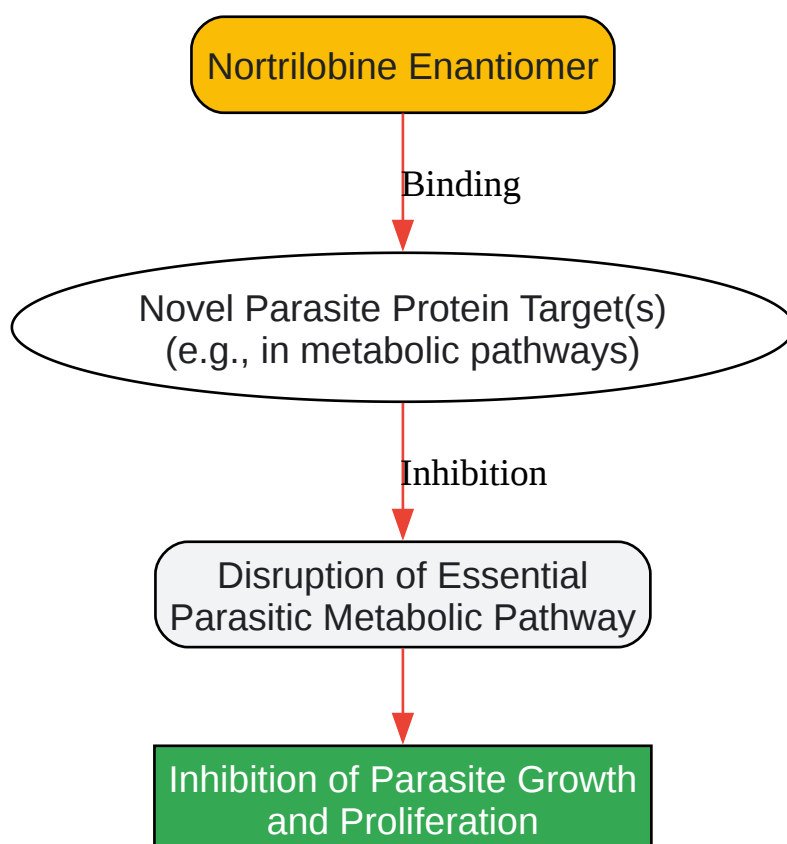 Nortrilobine Enantiomer
Binding
Novel Parasite Protein Target(s)
(e.g., in metabolic pathways)
Inhibition
Disruption of Essential
Parasitic Metabolic Pathway
Inhibition of Parasite Growth
and Proliferation